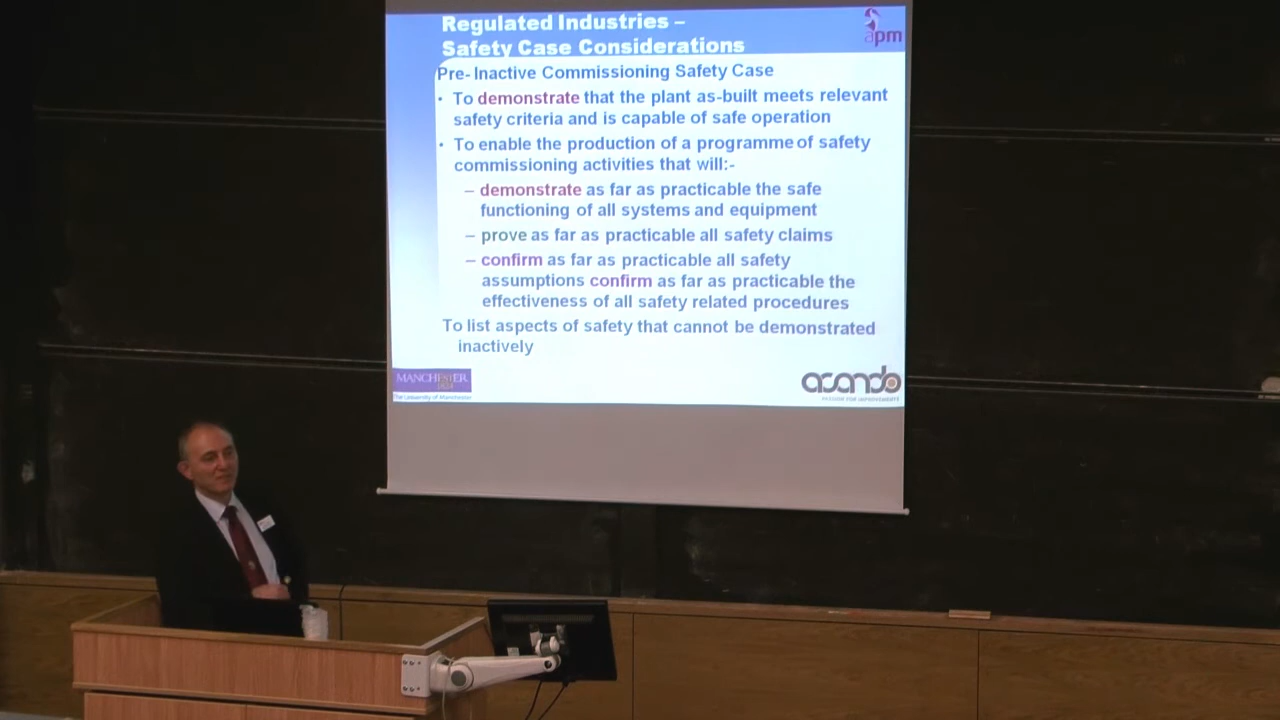 Regulated Industries –
Safety Case Considerations
apm
Pre- Inactive Commissioning Safety Case
• To demonstrate that the plant as-built meets relevant
safety criteria and is capable of safe operation
• To enable the production of a programme of safety
commissioning activities that will:-
– demonstrate as far as practicable the safe
functioning of all systems and equipment
– prove as far as practicable all safety claims
– confirm as far as practicable all safety
assumptions confirm as far as practicable the
effectiveness of all safety related procedures
To list aspects of safety that cannot be demonstrated
inactively
MANCHESTER
1824
The University of Manchester
acando
PASSION FOR IMPROVEMENTS